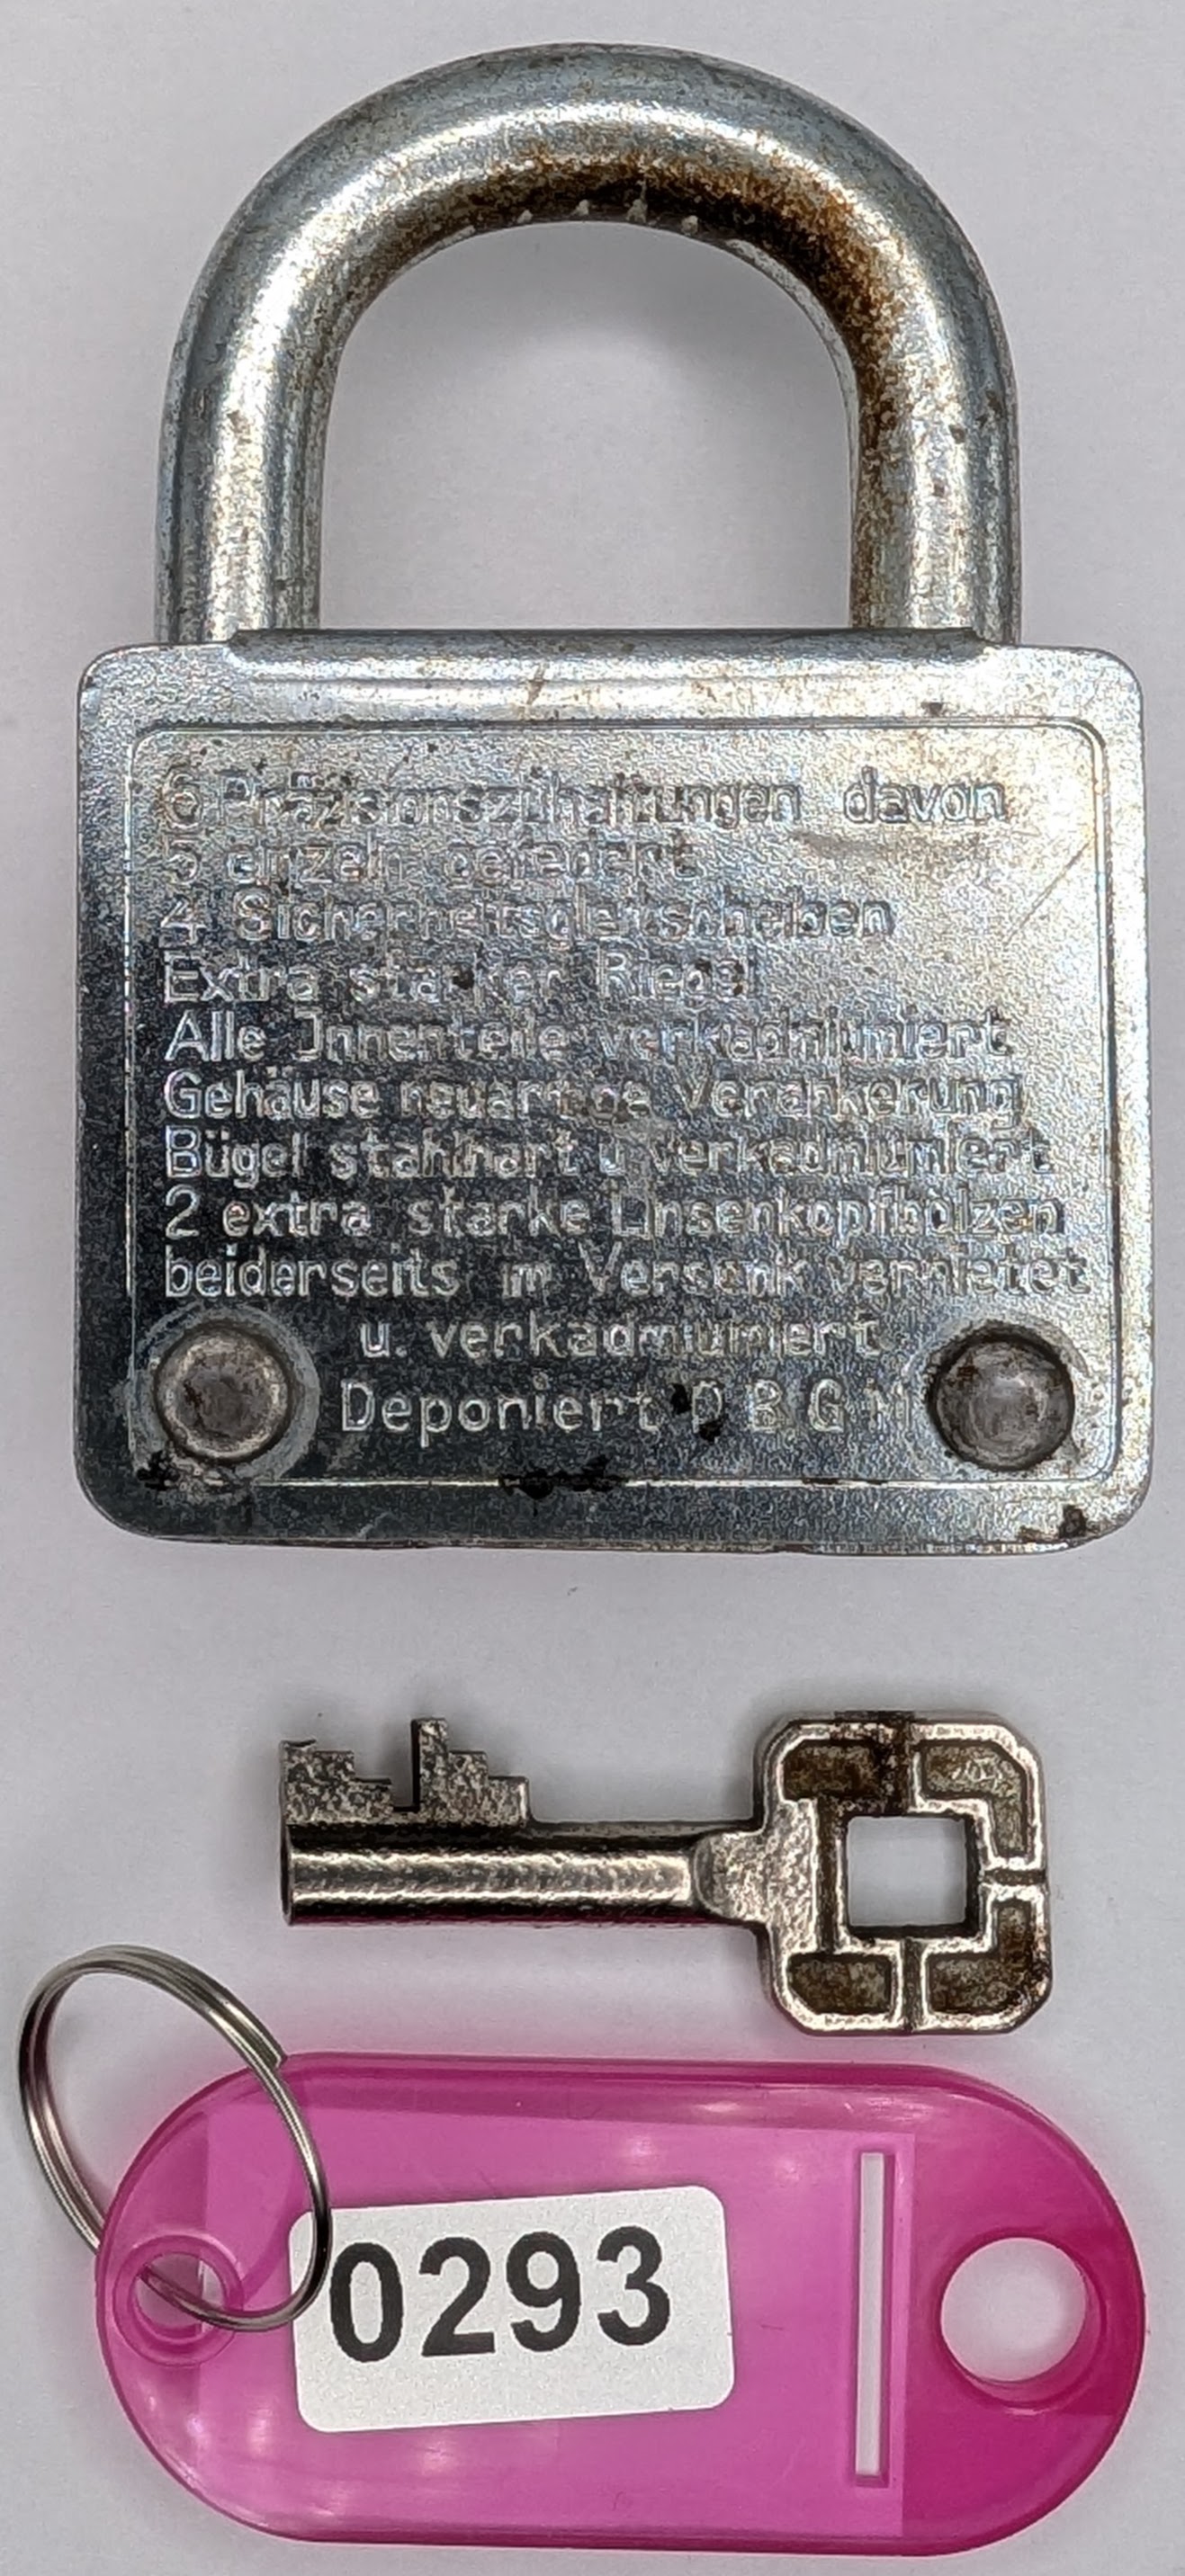 6 Präzisionszuhaltungen davon
5 einzeln gefedert
4 Sicherheitsgleitscheiben
Extra starker Riegel
Alle Innenteile verkadmiumiert
Gehäuse neuartige Verankerung
Bügel stahlhart u. verkadmiumiert
2 extra starke Linsenkopfbolzen
beiderseits im Versenk vernietet
u. verkadmiumiert
Deponiert D.B.G.M.
0293